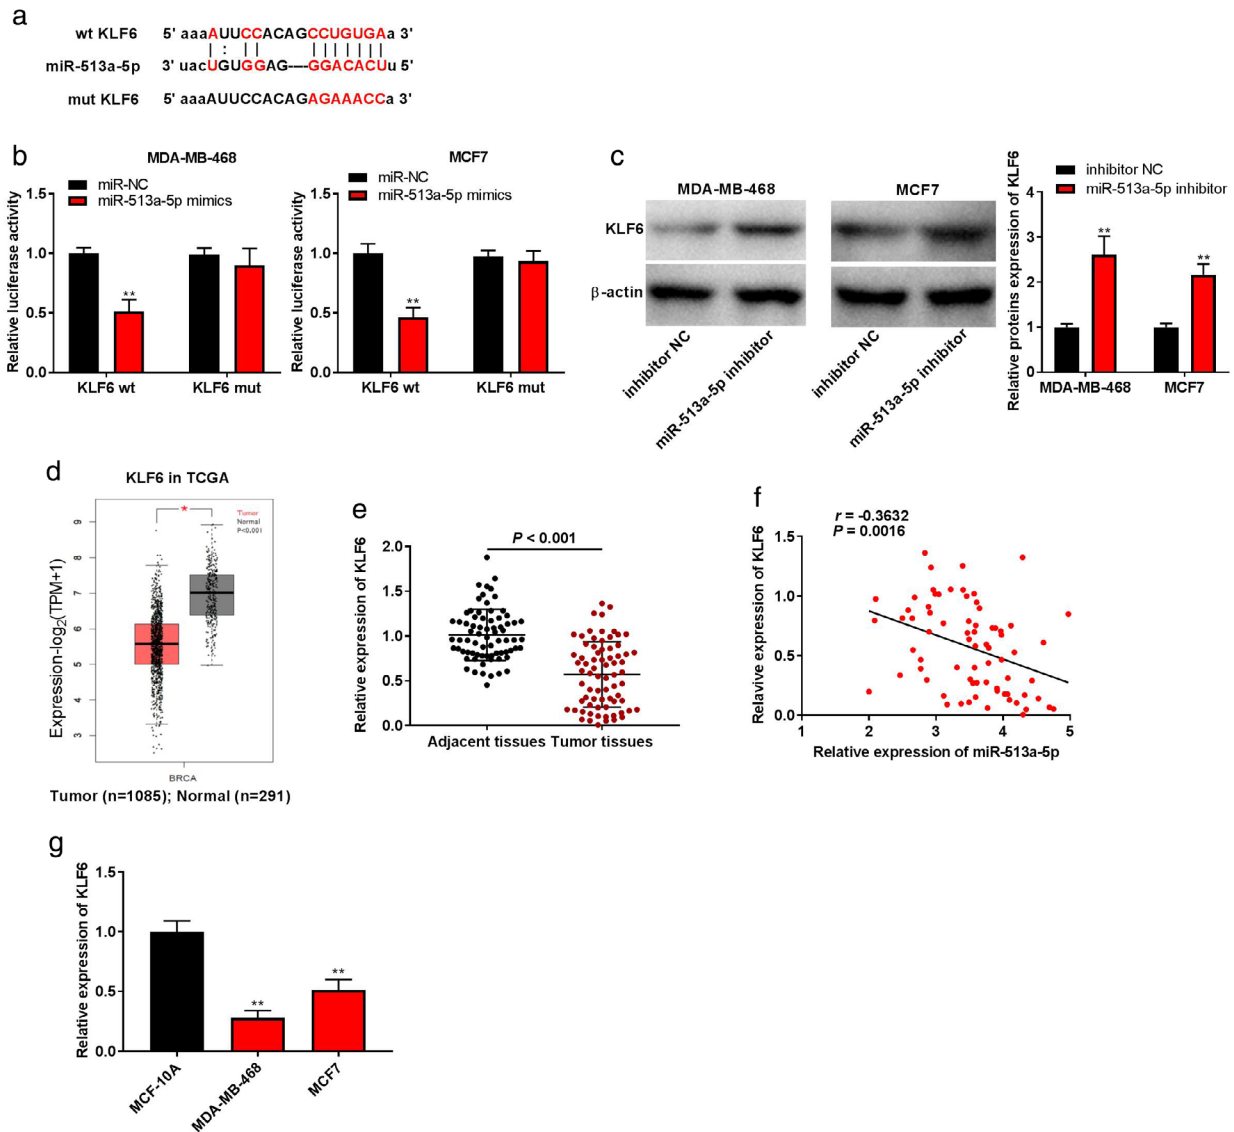 a
wt KLF6 5' aaaAUUCCACAGCCUGUGAa 3'
miR-513a-5p 3' uacUGUGGAG----GGACACUu 5'
mut KLF6 5' aaaAUUCCACAGAGAAACCa 3'
b
MDA-MB-468
miR-NC
miR-513a-5p mimics
Relative luciferase activity
1.5
1.0
0.5
0.0
**
KLF6 wt
KLF6 mut
MCF7
miR-NC
miR-513a-5p mimics
Relative luciferase activity
1.5
1.0
0.5
0.0
**
KLF6 wt
KLF6 mut
c
MDA-MB-468
MCF7
KLF6
β-actin
inhibitor NC
miR-513a-5p inhibitor
inhibitor NC
miR-513a-5p inhibitor
inhibitor NC
miR-513a-5p inhibitor
Relative proteins expression of KLF6
4
3
2
1
0
**
**
MDA-MB-468
MCF7
d
KLF6 in TCGA
Expression-log2(TPM+1)
9
8
7
6
5
4
3
*
Tumor
Normal
P<0.001
BRCA
Tumor (n=1085); Normal (n=291)
e
Relative expression of KLF6
2.0
1.5
1.0
0.5
0.0
P < 0.001
Adjacent tissues
Tumor tissues
f
r = -0.3632
P = 0.0016
Relavive expression of KLF6
1.5
1.0
0.5
0.0
1
2
3
4
5
Relative expression of miR-513a-5p
g
Relative expression of KLF6
1.5
1.0
0.5
0.0
**
**
MCF-10A
MDA-MB-468
MCF7